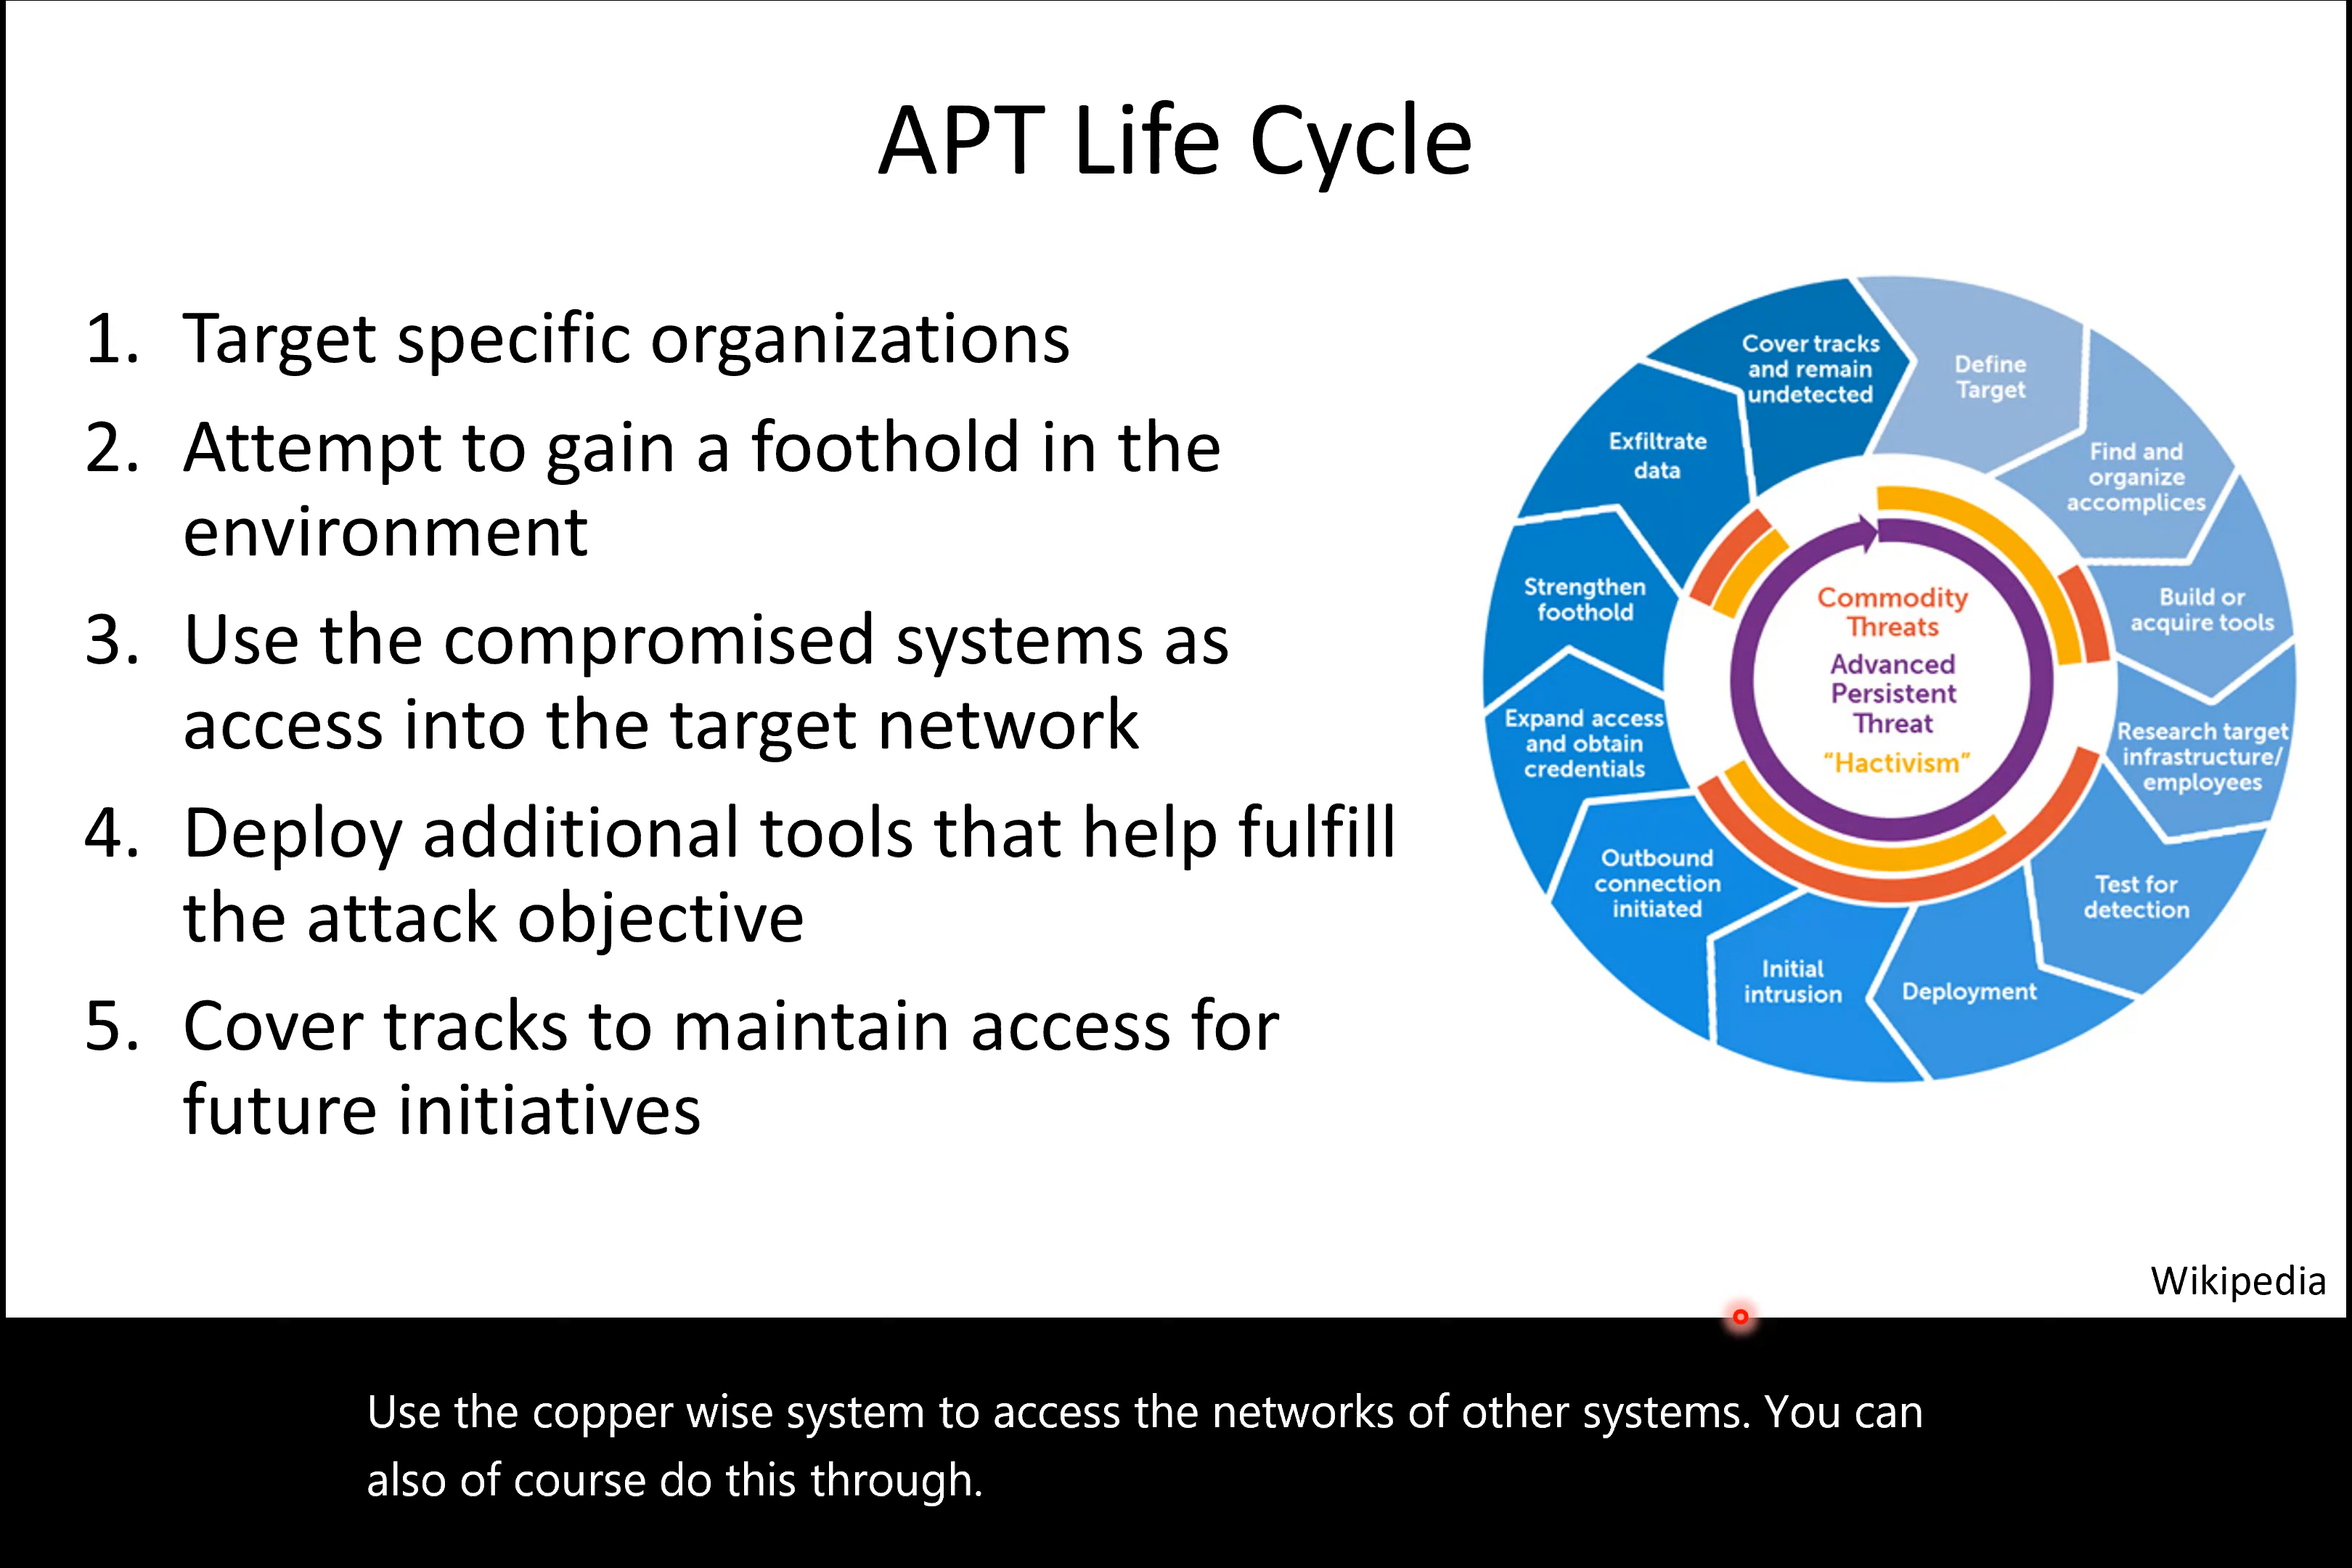 APT Life Cycle
1. Target specific organizations
2. Attempt to gain a foothold in the
environment
3. Use the compromised systems as
access into the target network
4. Deploy additional tools that help fulfill
the attack objective
5. Cover tracks to maintain access for
future initiatives
Define
Target
Find and
organize
accomplices
Build or
acquire tools
Research target
infrastructure/
employees
Test for
detection
Deployment
Initial
intrusion
Outbound
connection
initiated
Expand access
and obtain
credentials
Strengthen
foothold
Exfiltrate
data
Cover tracks
and remain
undetected
Commodity
Threats
Advanced
Persistent
Threat
“Hactivism”
Wikipedia
Use the copper wise system to access the networks of other systems. You can
also of course do this through.